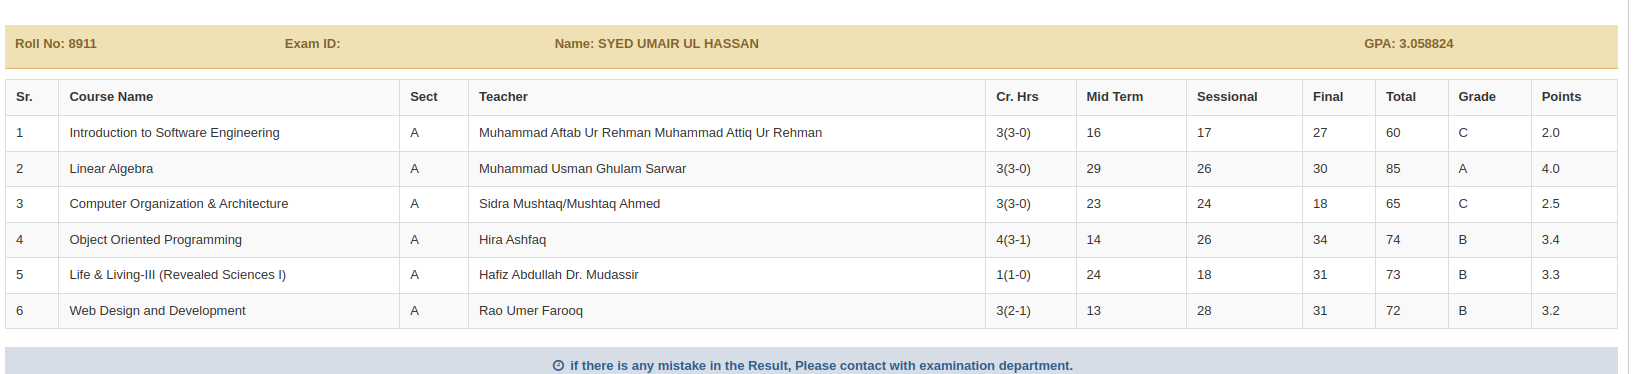 Roll No: 8911 Exam ID: Name: SYED UMAIR UL HASSAN GPA: 3.058824
Sr. Course Name Sect Teacher Cr. Hrs Mid Term Sessional Final Total Grade Points
1 Introduction to Software Engineering A Muhammad Aftab Ur Rehman Muhammad Attiq Ur Rehman 3(3-0) 16 17 27 60 C 2.0
2 Linear Algebra A Muhammad Usman Ghulam Sarwar 3(3-0) 29 26 30 85 A 4.0
3 Computer Organization & Architecture A Sidra Mushtaq/Mushtaq Ahmed 3(3-0) 23 24 18 65 C 2.5
4 Object Oriented Programming A Hira Ashfaq 4(3-1) 14 26 34 74 B 3.4
5 Life & Living-III (Revealed Sciences I) A Hafiz Abdullah Dr. Mudassir 1(1-0) 24 18 31 73 B 3.3
6 Web Design and Development A Rao Umer Farooq 3(2-1) 13 28 31 72 B 3.2
if there is any mistake in the Result, Please contact with examination department.